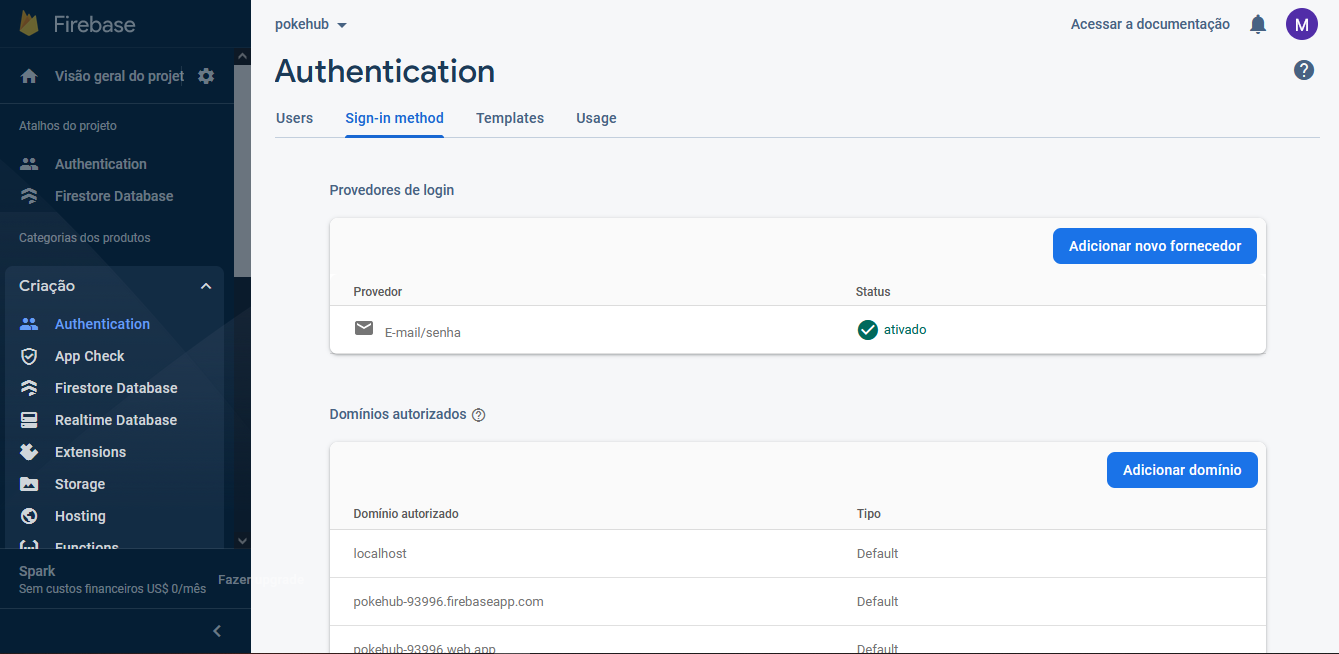 Firebase
Visão geral do projet
Atalhos do projeto
Authentication
Firestore Database
Categorias dos produtos
Criação
Authentication
App Check
Firestore Database
Realtime Database
Extensions
Storage
Hosting
Functions
Spark
Sem custos financeiros US$ 0/mês
Fazer
pokehub
Acessar a documentação
M
Authentication
Users
Sign-in method
Templates
Usage
Provedores de login
Adicionar novo fornecedor
Provedor
Status
E-mail/senha
ativado
Domínios autorizados
Adicionar domínio
Domínio autorizado
Tipo
localhost
Default
pokehub-93996.firebaseapp.com
Default
pokehub-93996.web.app
Default